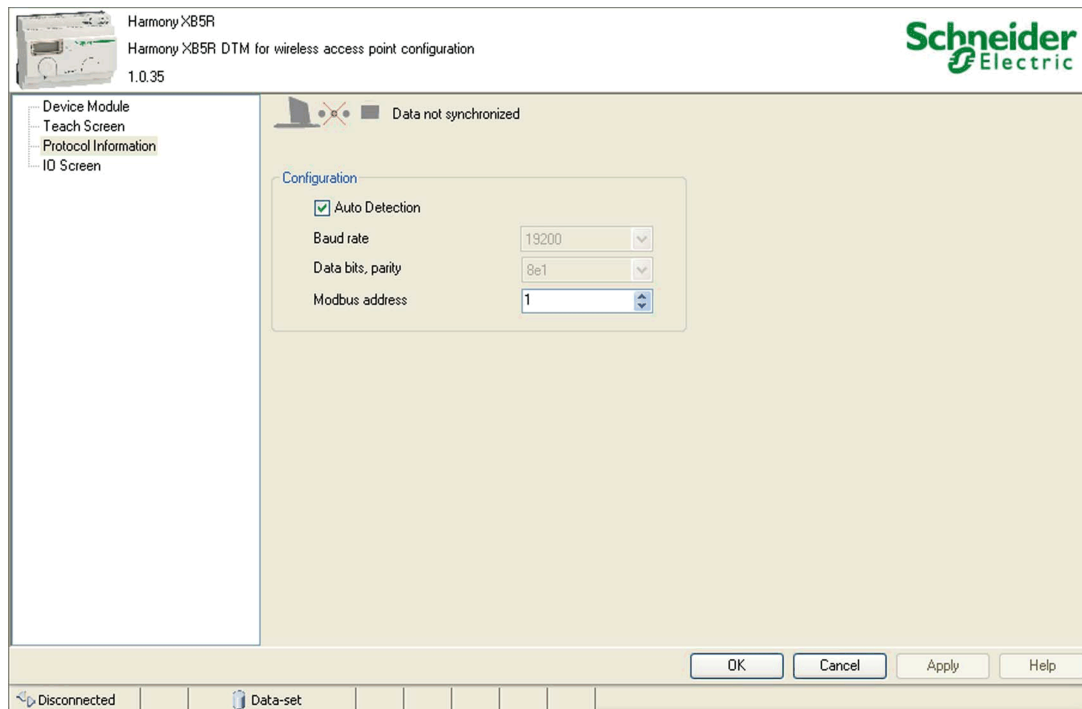 Harmony XB5R
Harmony XB5R DTM for wireless access point configuration
1.0.35
Schneider
Electric
Device Module
Teach Screen
Protocol Information
IO Screen
Data not synchronized
Configuration
Auto Detection
Baud rate
19200
Data bits, parity
8e1
Modbus address
1
OK
Cancel
Apply
Help
Disconnected
Data-set